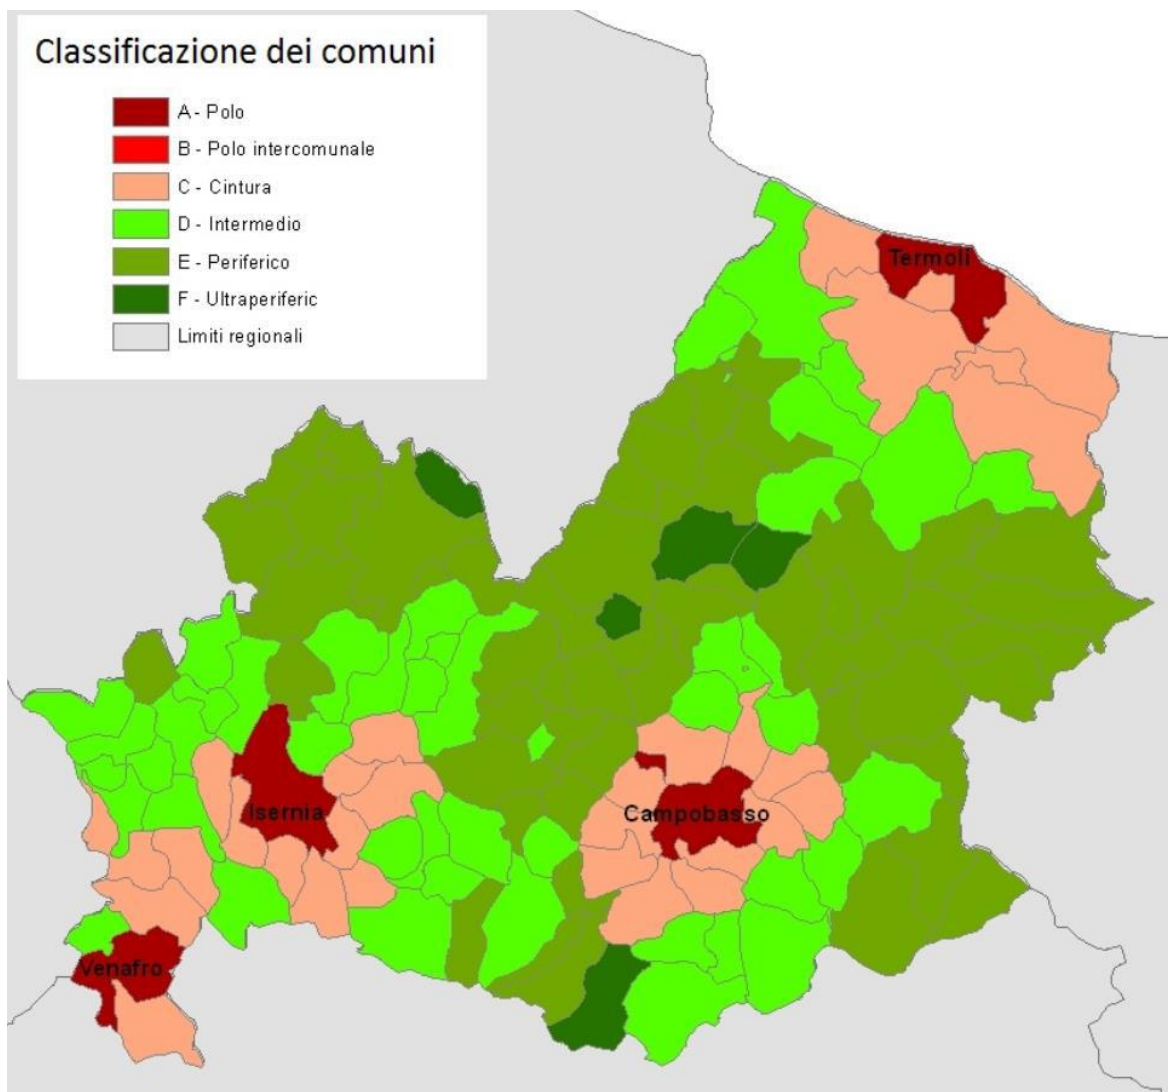 Classificazione dei comuni
A - Polo
B - Polo intercomunale
C - Cintura
D - Intermedio
E - Periferico
F - Ultraperiferic
Limiti regionali
Termoli
Isernia
Campobasso
Venafro